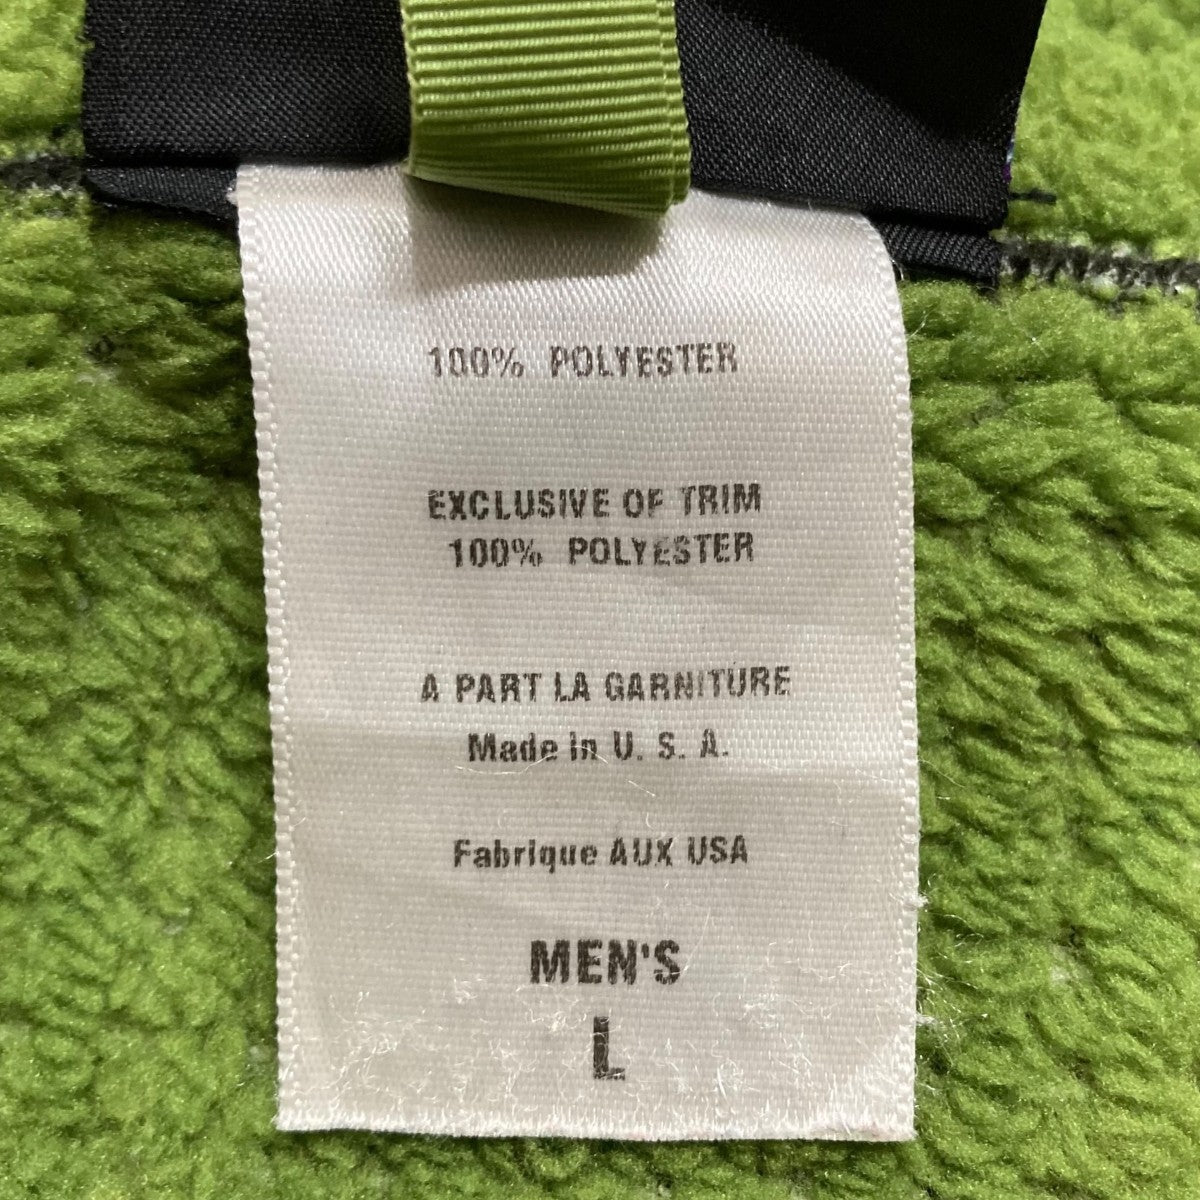 100% POLYESTER
EXCLUSIVE OF TRIM
100% POLYESTER
A PART LA GARNITURE
Made in U. S. A.
Fabrique AUX USA
MEN'S
L